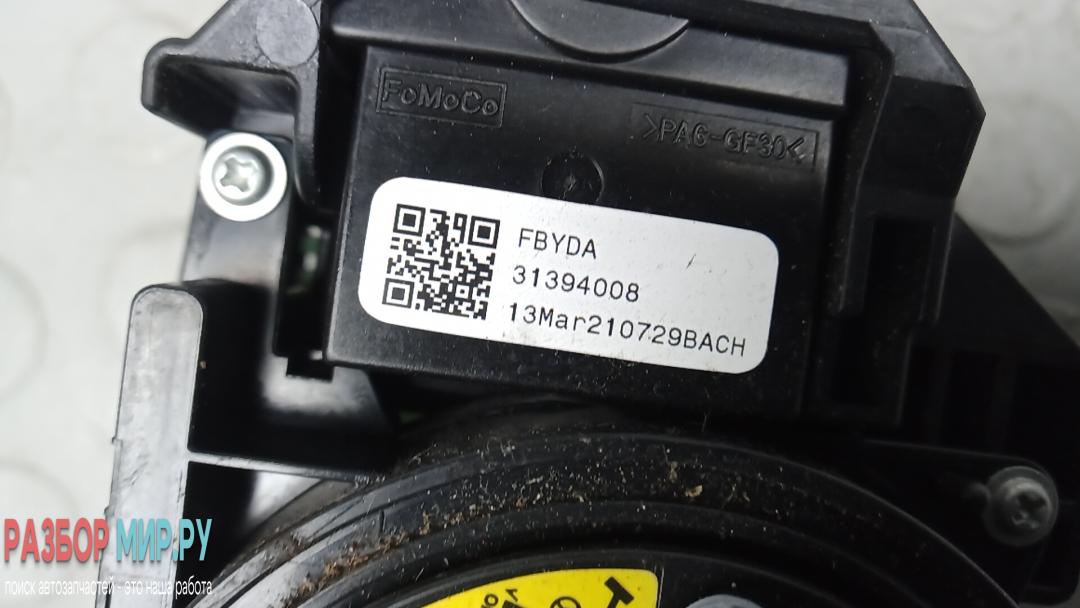 FoMoCo
>PA6-GF30<
FBYDA
31394008
13Mar210729BACH
РАЗБОР МИР.РУ
поиск автозапчастей - это наша работа